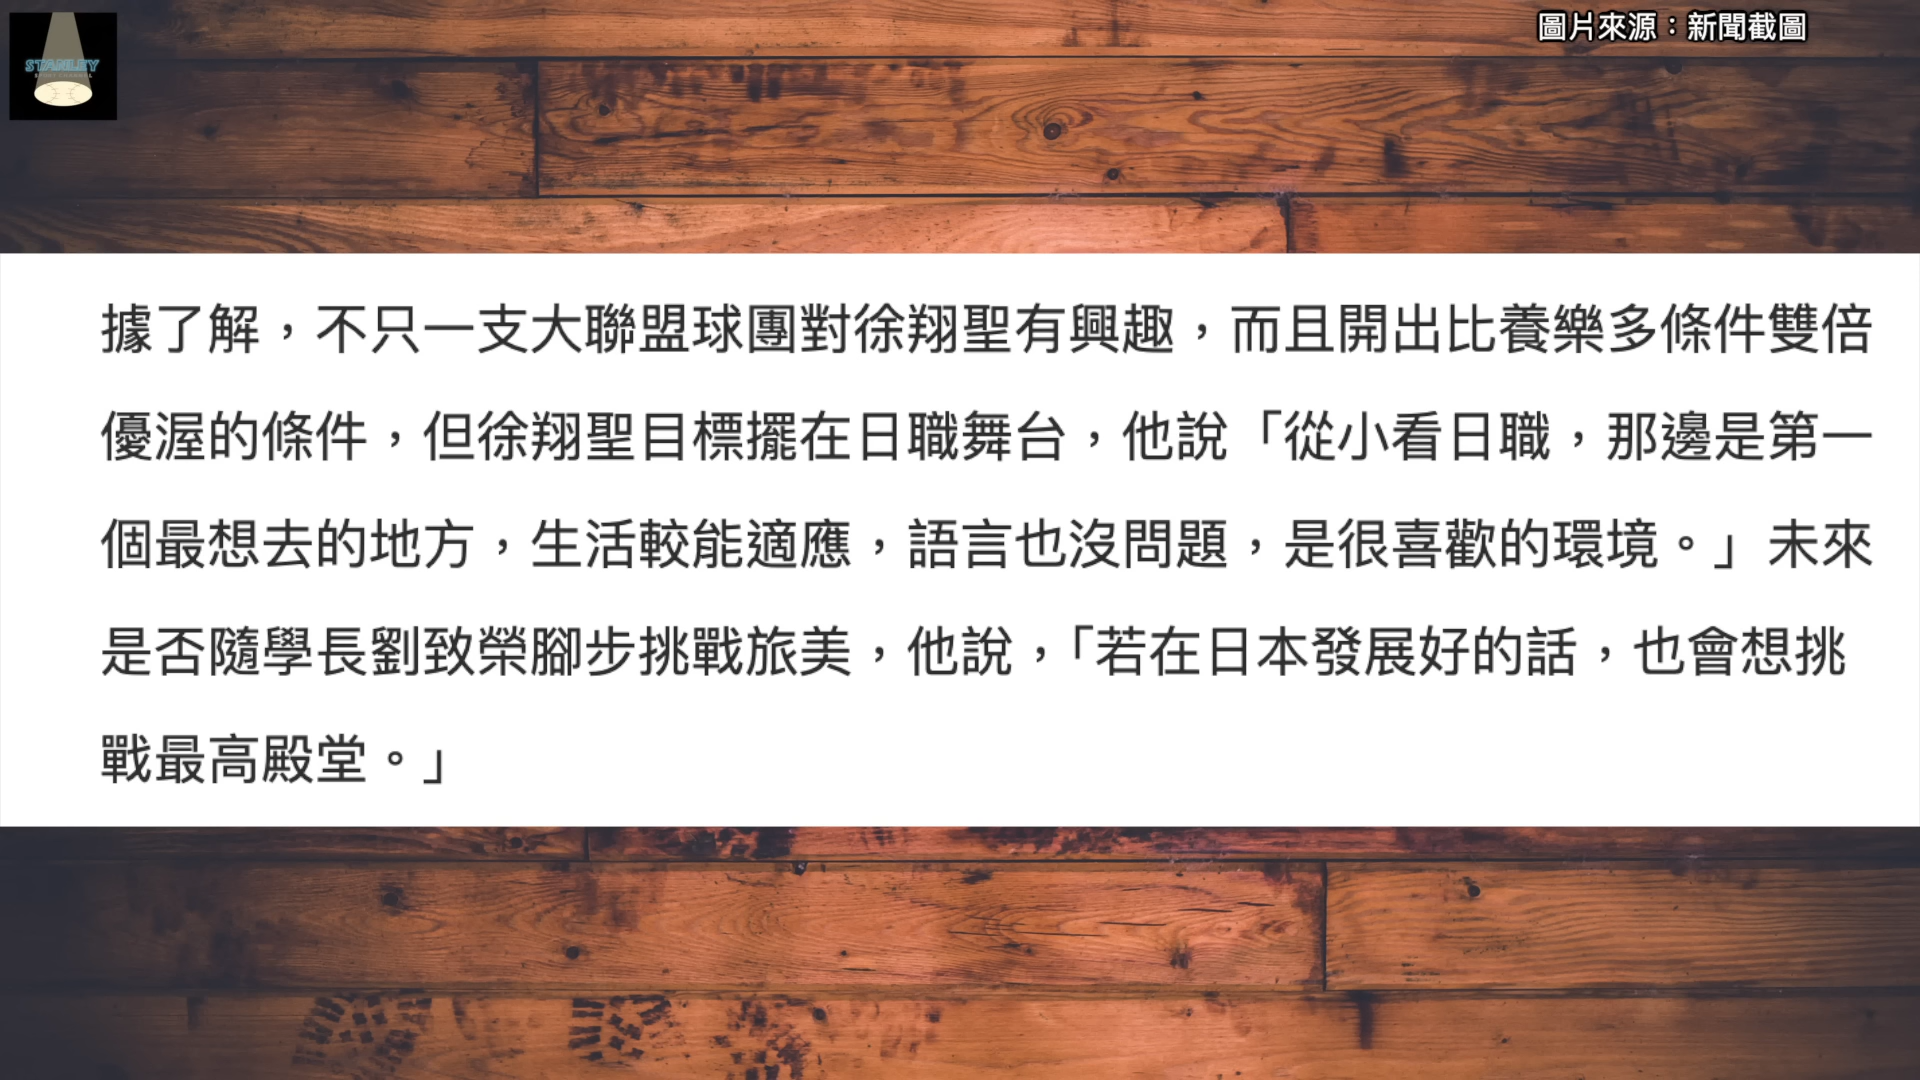 圖片來源：新聞截圖
STANLEY
據了解，不只一支大聯盟球團對徐翔聖有興趣，而且開出比養樂多條件雙倍
優渥的條件，但徐翔聖目標擺在日職舞台，他說「從小看日職，那邊是第一
個最想去的地方，生活較能適應，語言也沒問題，是很喜歡的環境。」未來
是否隨學長劉致榮腳步挑戰旅美，他說，「若在日本發展好的話，也會想挑
戰最高殿堂。」